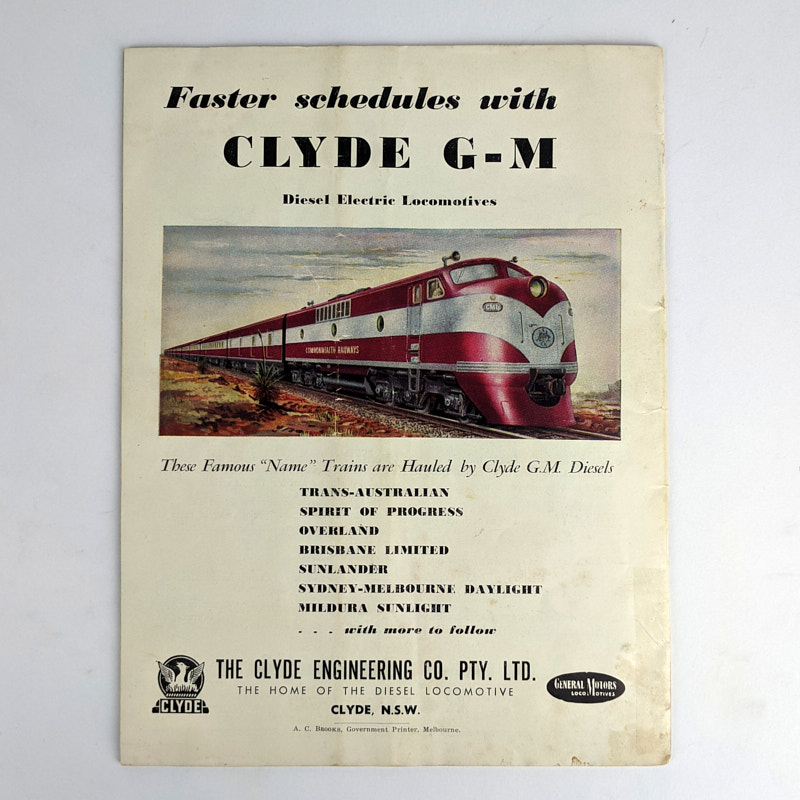 Faster schedules with
CLYDE G-M
Diesel Electric Locomotives
CM1
COMMONWEALTH RAILWAYS
These Famous "Name" Trains are Hauled by Clyde G.M. Diesels
TRANS-AUSTRALIAN
SPIRIT OF PROGRESS
OVERLAND
BRISBANE LIMITED
SUNLANDER
SYDNEY-MELBOURNE DAYLIGHT
MILDURA SUNLIGHT
. . . with more to follow
THE CLYDE ENGINEERING CO. PTY. LTD.
THE HOME OF THE DIESEL LOCOMOTIVE
CLYDE, N.S.W.
CLYDE
GENERAL MOTORS
LOCOMOTIVES
A. C. Brooks, Government Printer, Melbourne.